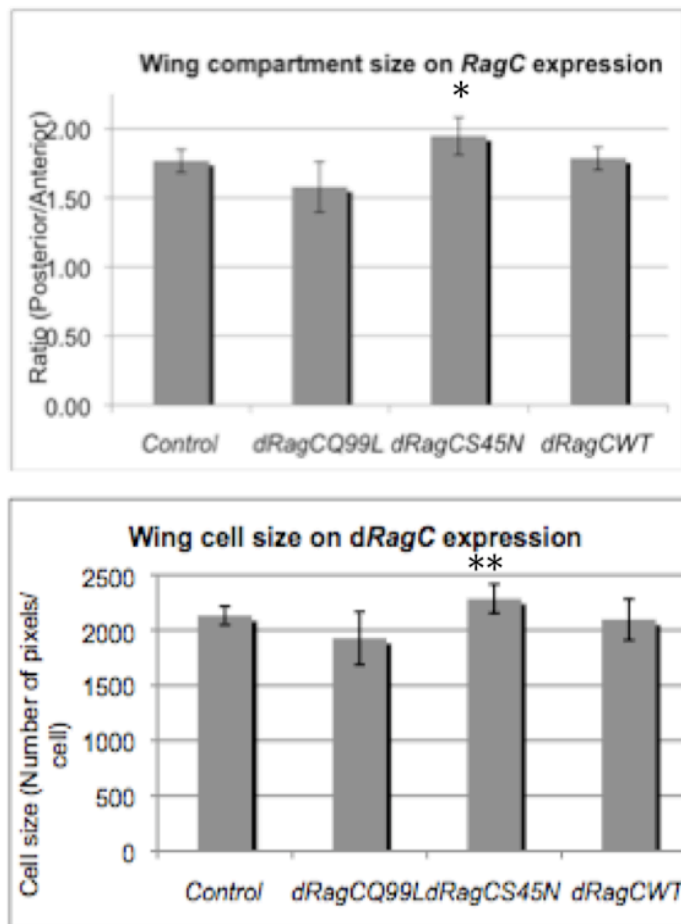 Wing compartment size on RagC expression
*
Ratio (Posterior/Anterior)
2.00
1.50
1.00
0.50
0.00
Control dRagCQ99L dRagCS45N dRagCWT
Wing cell size on dRagC expression
**
Cell size (Number of pixels/
cell)
2500
2000
1500
1000
500
0
Control dRagCQ99LdRagCS45N dRagCWT